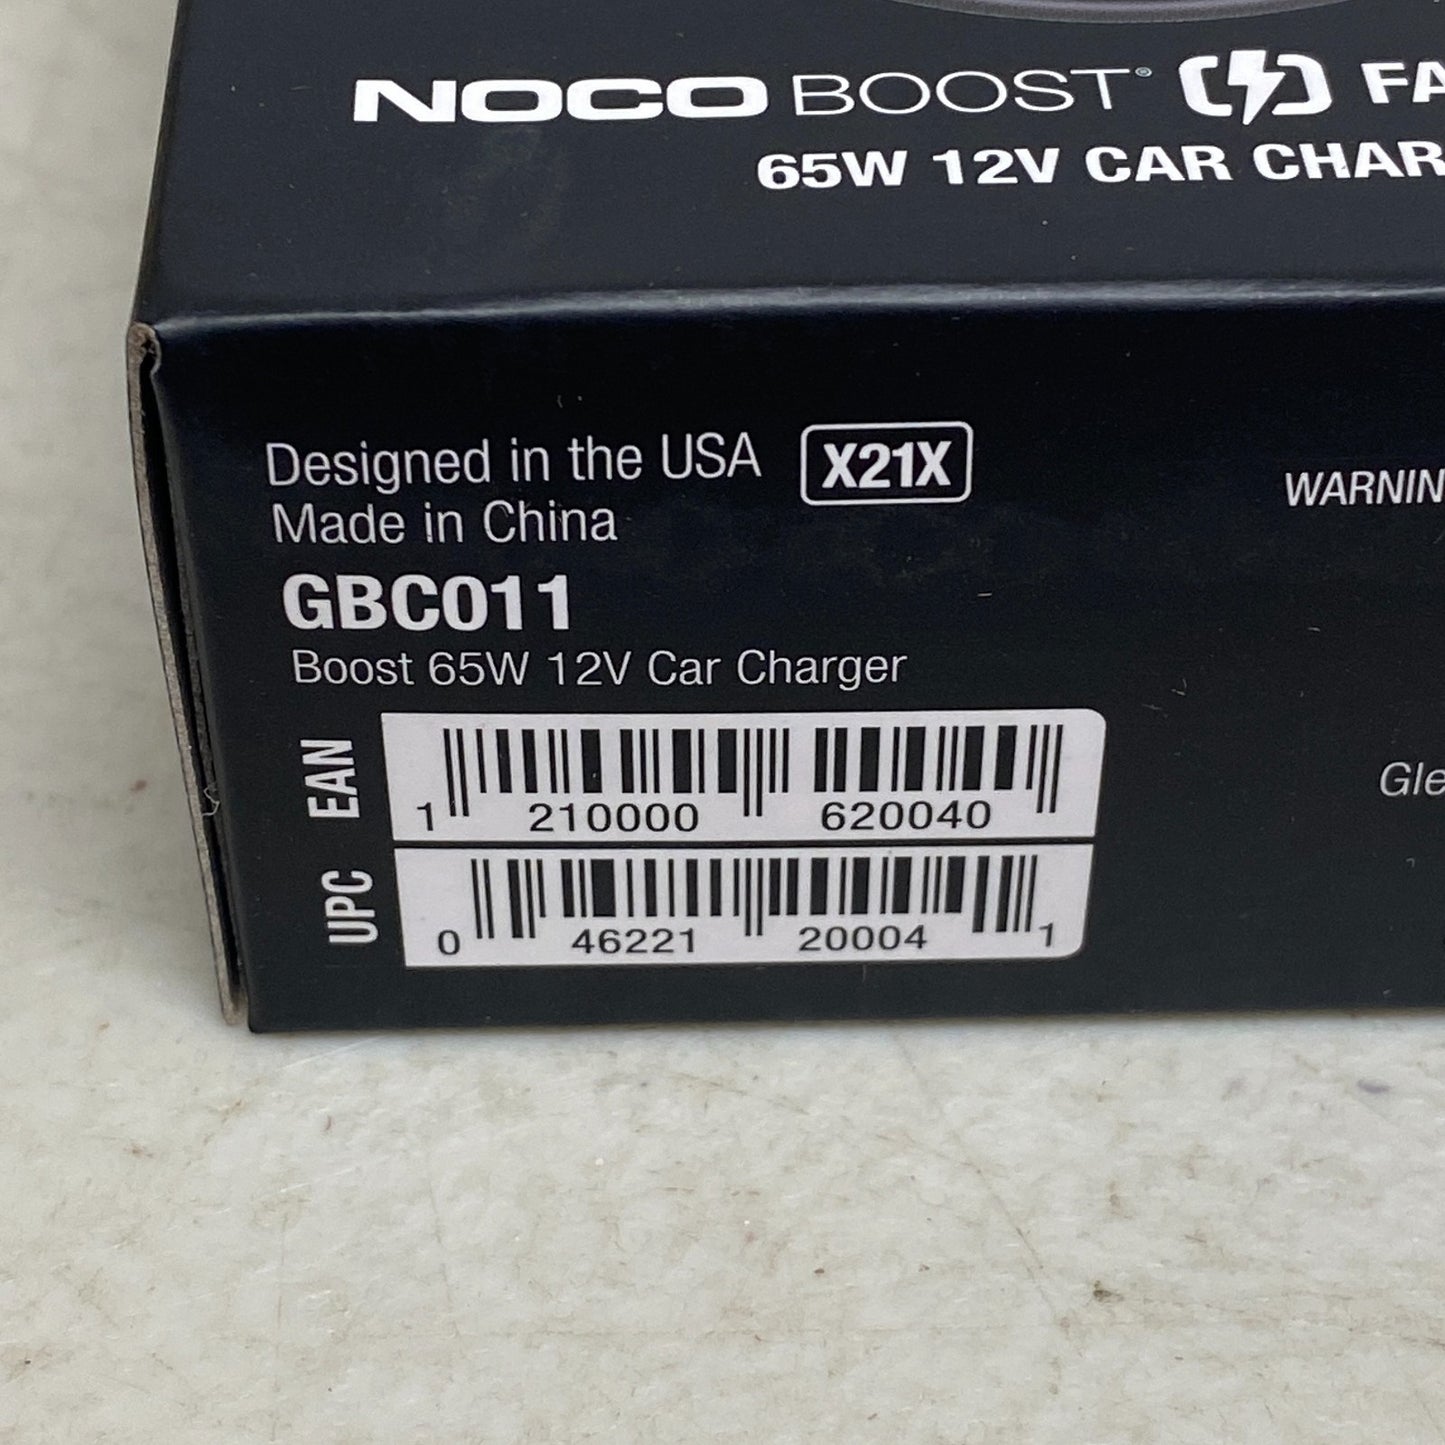 NOCO BOOST® FA
65W 12V CAR CHAR
Designed in the USA X21X
Made in China
WARNIN
GBC011
Boost 65W 12V Car Charger
EAN
1 210000 620040
Gle
UPC
0 46221 20004 1